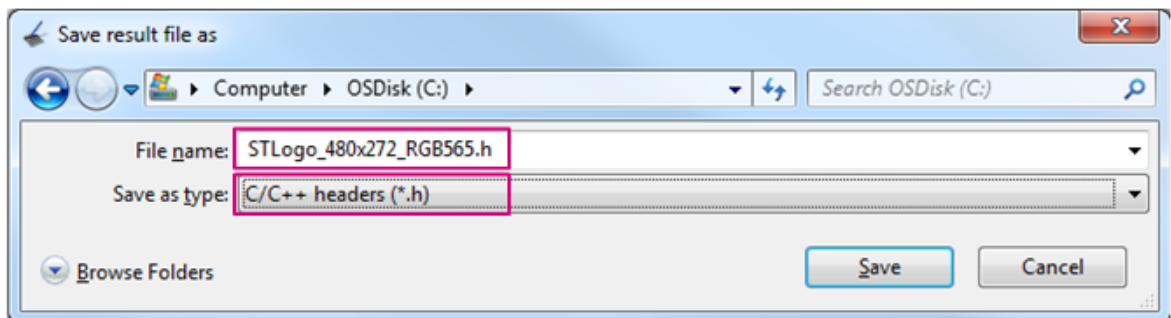 Save result file as
Computer ▸ OSDisk (C:) ▸ Search OSDisk (C:)
File name: STLogo_480x272_RGB565.h
Save as type: C/C++ headers (*.h)
Browse Folders Save Cancel